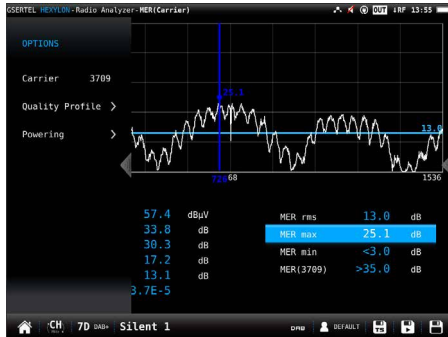 GSERTEL HEXYLON-Radio Analyzer-MER(Carrier) OUT RF 13:55
OPTIONS
Carrier 3709
Quality Profile >
Powering >
25.1
13.0
768
1536
57.4 dBµV
33.8 dB
30.3 dB
17.2 dB
13.1 dB
3.7E-5
MER rms 13.0 dB
MER max 25.1 dB
MER min <3.0 dB
MER(3709) >35.0 dB
CH 7D DAB+ Silent 1 DAB DEFAULT TS